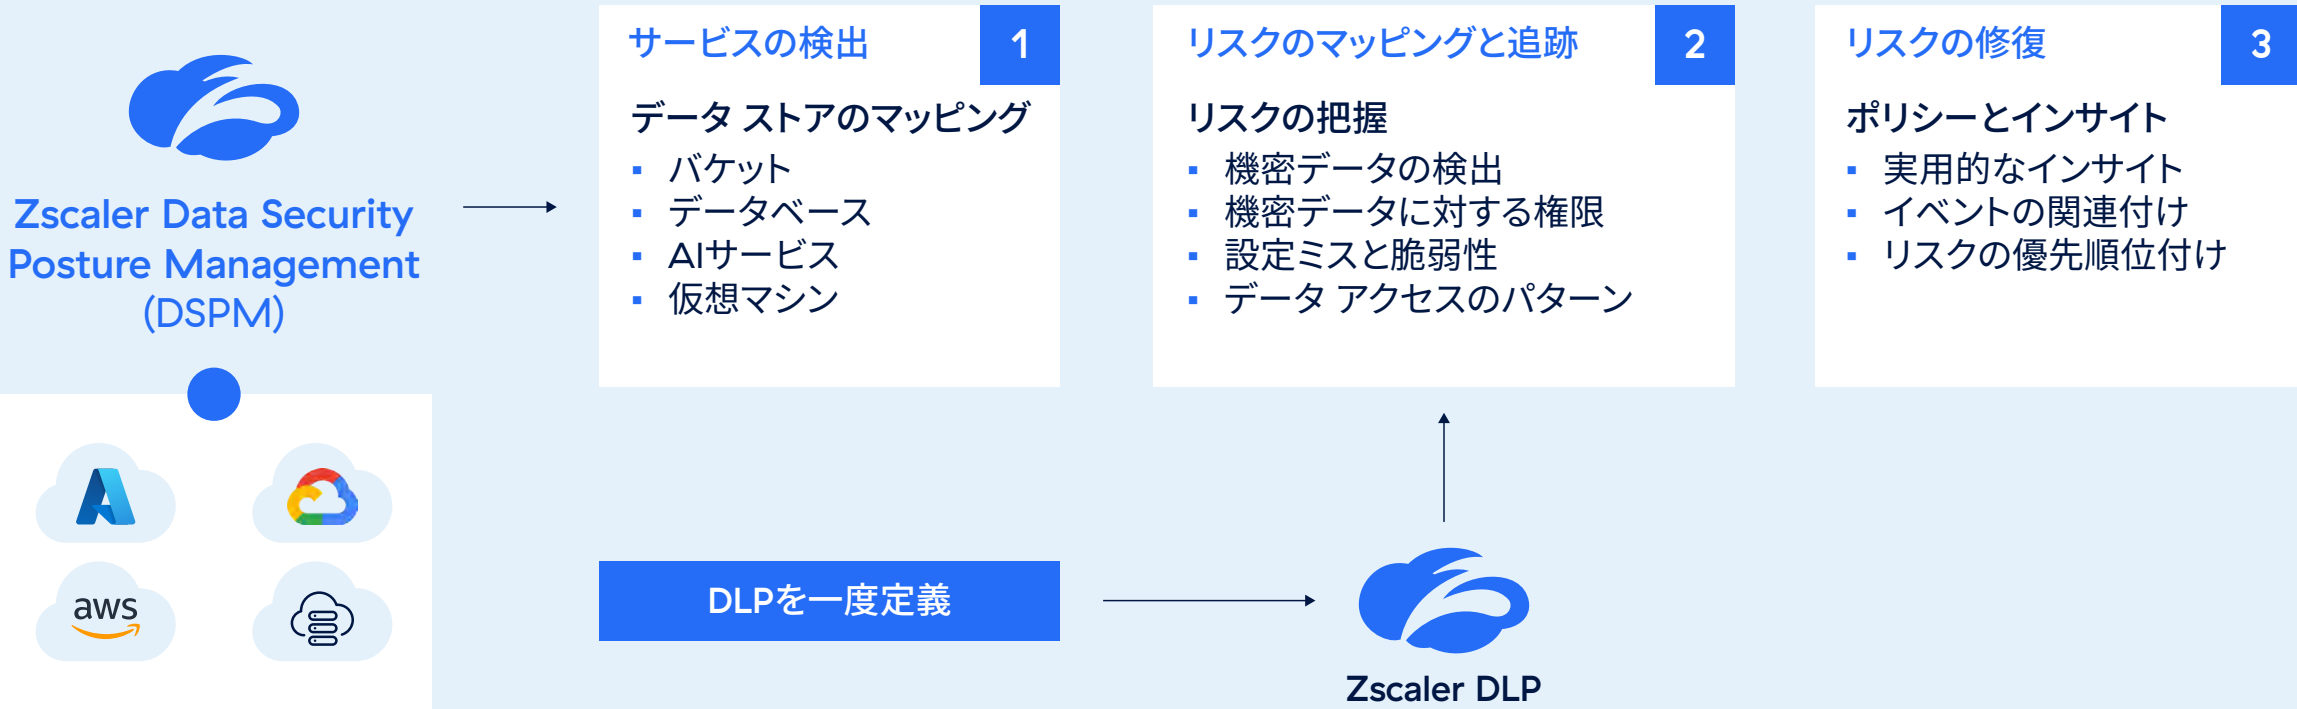 Zscaler Data Security
Posture Management
(DSPM)
aws
サービスの検出
1
データ ストアのマッピング
▪ バケット
▪ データベース
▪ AIサービス
▪ 仮想マシン
リスクのマッピングと追跡
2
リスクの把握
▪ 機密データの検出
▪ 機密データに対する権限
▪ 設定ミスと脆弱性
▪ データ アクセスのパターン
リスクの修復
3
ポリシーとインサイト
▪ 実用的なインサイト
▪ イベントの関連付け
▪ リスクの優先順位付け
DLPを一度定義
Zscaler DLP